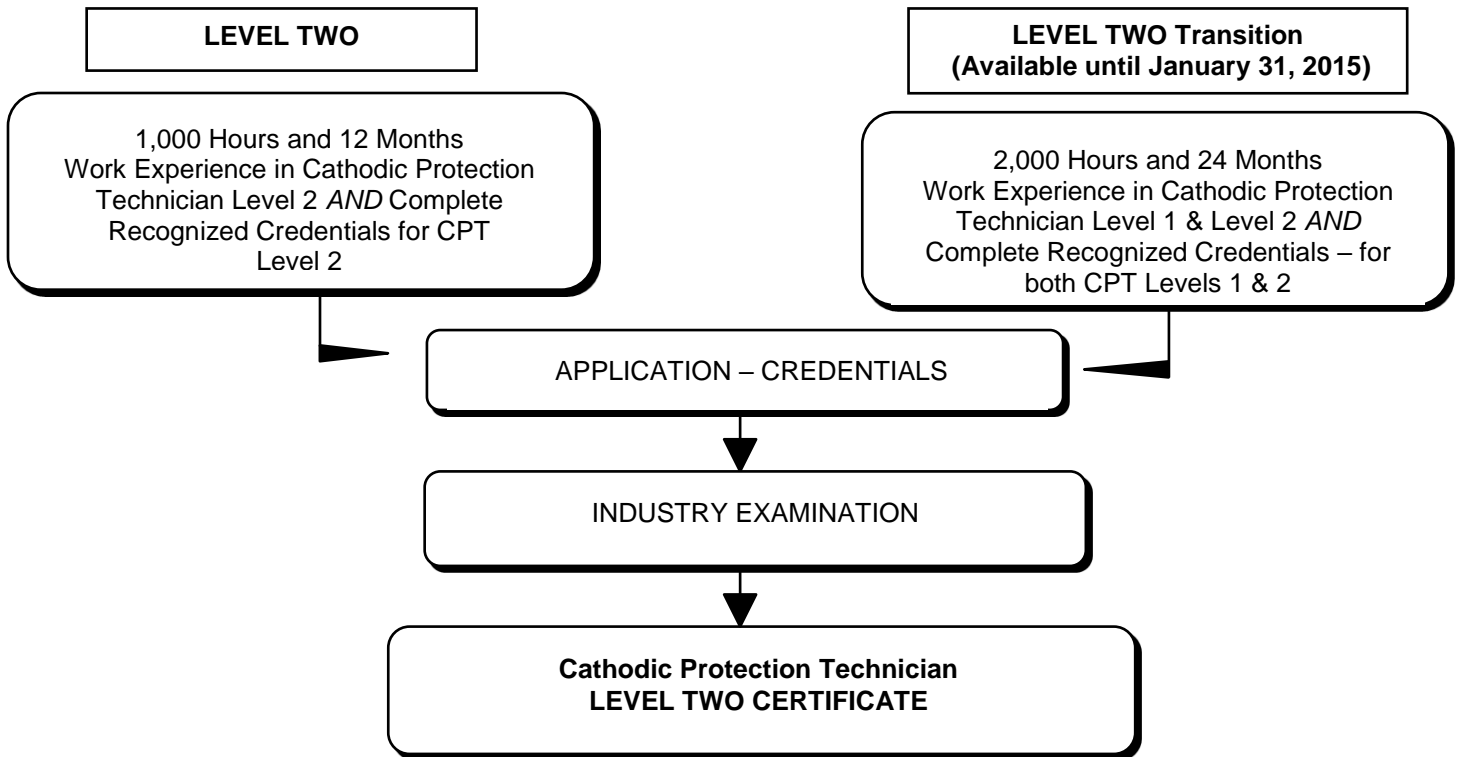 LEVEL TWO
1,000 Hours and 12 Months
Work Experience in Cathodic Protection
Technician Level 2 AND Complete
Recognized Credentials for CPT
Level 2
LEVEL TWO Transition
(Available until January 31, 2015)
2,000 Hours and 24 Months
Work Experience in Cathodic Protection
Technician Level 1 & Level 2 AND
Complete Recognized Credentials – for
both CPT Levels 1 & 2
APPLICATION – CREDENTIALS
INDUSTRY EXAMINATION
Cathodic Protection Technician
LEVEL TWO CERTIFICATE